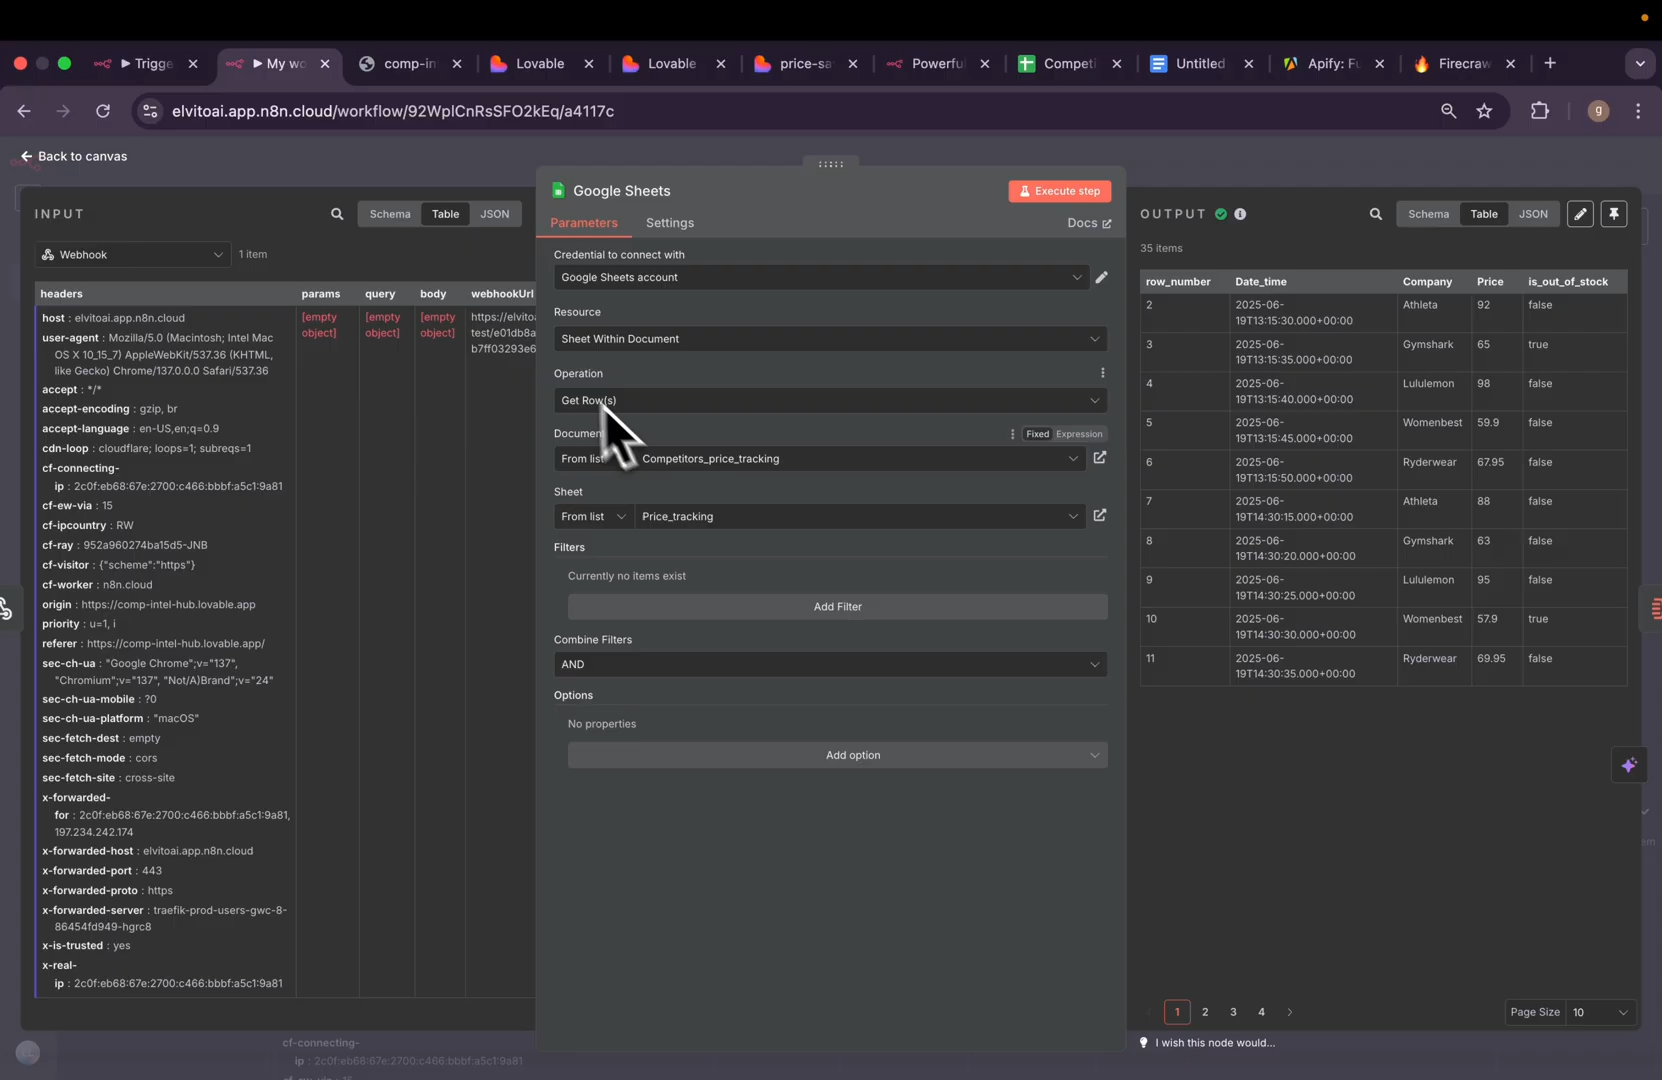 Trigge
My wo
comp-in
Lovable
Lovable
price-sa
Powerfu
Competi
Untitled
Apify: Fu
Firecraw
elvitoai.app.n8n.cloud/workflow/92WplCnRsSFO2kEq/a4117c
g
Back to canvas
INPUT
Schema
Table
JSON
Webhook
1 item
headers
params
query
body
webhookUrl
host : elvitoai.app.n8n.cloud
user-agent : Mozilla/5.0 (Macintosh; Intel Mac
OS X 10_15_7) AppleWebKit/537.36 (KHTML,
like Gecko) Chrome/137.0.0.0 Safari/537.36
accept : */*
accept-encoding : gzip, br
accept-language : en-US,en;q=0.9
cdn-loop : cloudflare; loops=1; subreqs=1
cf-connecting-
ip : 2c0f:eb68:67e:2700:c466:bbbf:a5c1:9a81
cf-ew-via : 15
cf-ipcountry : RW
cf-ray : 952a960274ba15d5-JNB
cf-visitor : {"scheme":"https"}
cf-worker : n8n.cloud
origin : https://comp-intel-hub.lovable.app
priority : u=1, i
referer : https://comp-intel-hub.lovable.app/
sec-ch-ua : "Google Chrome";v="137",
"Chromium";v="137", "Not/A)Brand";v="24"
sec-ch-ua-mobile : ?0
sec-ch-ua-platform : "macOS"
sec-fetch-dest : empty
sec-fetch-mode : cors
sec-fetch-site : cross-site
x-forwarded-
for : 2c0f:eb68:67e:2700:c466:bbbf:a5c1:9a81,
197.234.242.174
x-forwarded-host : elvitoai.app.n8n.cloud
x-forwarded-port : 443
x-forwarded-proto : https
x-forwarded-server : traefik-prod-users-gwc-8-
86454fd949-hgrc8
x-is-trusted : yes
x-real-
ip : 2c0f:eb68:67e:2700:c466:bbbf:a5c1:9a81
[empty
object]
[empty
object]
[empty
object]
https://elvito
test/e01db8a
b7ff03293e6
cf-connecting-
ip : 2c0f:eb68:67e:2700:c466:bbbf:a5c1:9a81
Google Sheets
Execute step
Parameters
Settings
Docs
Credential to connect with
Google Sheets account
Resource
Sheet Within Document
Operation
Get Row(s)
Document
Fixed
Expression
From list
Competitors_price_tracking
Sheet
From list
Price_tracking
Filters
Currently no items exist
Add Filter
Combine Filters
AND
Options
No properties
Add option
OUTPUT
Schema
Table
JSON
35 items
row_number Date_time Company Price is_out_of_stock
2 2025-06-19T13:15:30.000+00:00 Athleta 92 false
3 2025-06-19T13:15:35.000+00:00 Gymshark 65 true
4 2025-06-19T13:15:40.000+00:00 Lululemon 98 false
5 2025-06-19T13:15:45.000+00:00 Womenbest 59.9 false
6 2025-06-19T13:15:50.000+00:00 Ryderwear 67.95 false
7 2025-06-19T14:30:15.000+00:00 Athleta 88 false
8 2025-06-19T14:30:20.000+00:00 Gymshark 63 false
9 2025-06-19T14:30:25.000+00:00 Lululemon 95 false
10 2025-06-19T14:30:30.000+00:00 Womenbest 57.9 true
11 2025-06-19T14:30:35.000+00:00 Ryderwear 69.95 false
1 2 3 4
Page Size 10
I wish this node would...